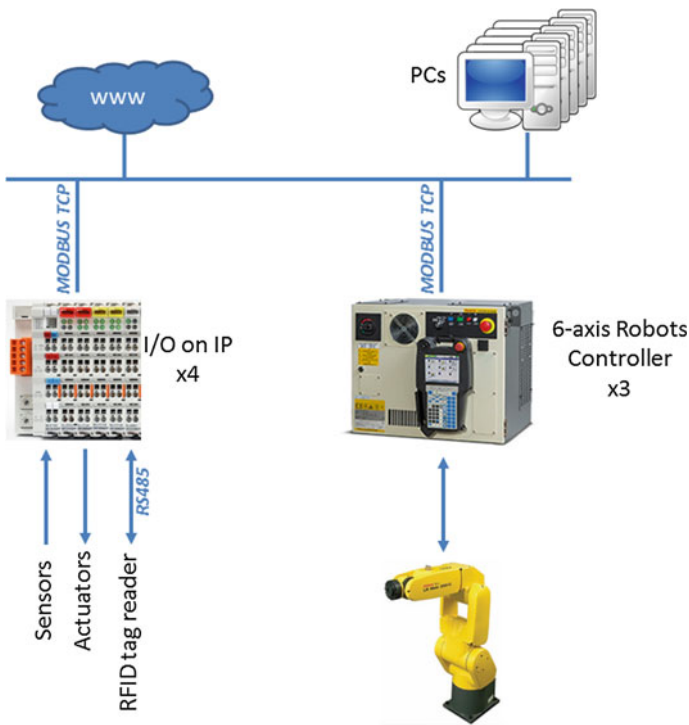 www
PCs
MODBUS TCP
MODBUS TCP
I/O on IP
x4
6-axis Robots
Controller
x3
RS485
Sensors
Actuators
RFID tag reader